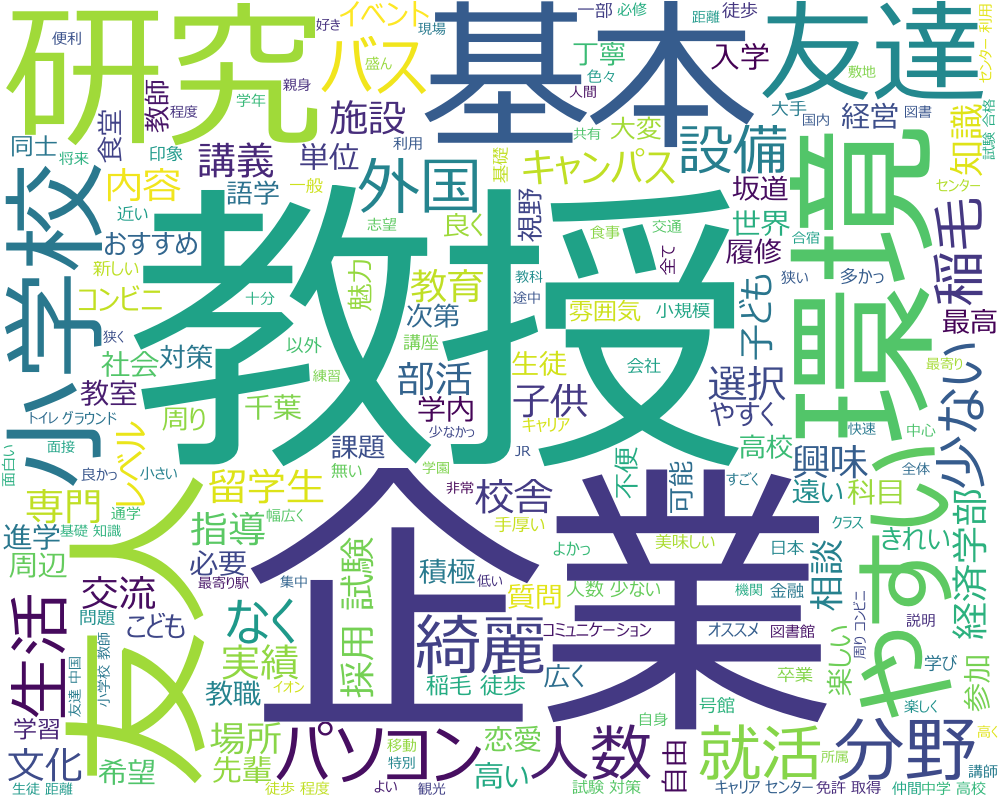 研究
基本
友達
教授
企業
環境
小学校
友人
やすい
便利
イベント
バス
好き
現場
盛ん
一部
必修
距離
徒歩
丁寧
色々
人間
入学
敷地
センター 利用
教師
程度
親身
学年
施設
大変
共有
設備
大手
国内
経営
図書
知識
試験 合格
同士
将来
食堂
印象
講義
単位
利用
基礎
キャンパス
坂道
内容
語学
一般
外国
志望
良く
視野
食事
交通
全て
世界
履修
合宿
センター
稲毛
近い
おすすめ
新しい
コンビニ
狭く
十分
魅力
教育
教科
途中
雰囲気
小規模
子ども
狭い
多かっ
最高
社会
対策
以外
次第
講座
生徒
会社
選択
最寄り
教室
周り
練習
部活
子供
やすく
少ない
トイレ グラウンド
千葉
学内
キャリア
快速
中心
面白い
面接
レベル
良かっ
小さい
課題
無い
少なかっ
学園
JR
不便
可能
高校
すごく
興味
全体
専門
通学
留学生
幅広く
非常
校舎
遠い
科目
進学
基礎 知識
指導
手厚い
クラス
きれい
周辺
必要
最寄り駅
集中
試験
積極
低い
よかっ
美味しい
質問
人数 少ない
日本
相談
経済学部
機関
金融
生活
交流
問題
こども
なく
採用
綺麗
コミュニケーション
オススメ
図書館
説明
小学校 教師
友達 中国
実績
教職
イオン
稲毛 徒歩
広く
卒業
楽しい
学び
参加
学習
場所
パソコン
移動
特別
恋愛
自身
号館
楽しく
文化
希望
先輩
高い
人数
自由
就活
所属
分野
高く
講師
生徒 距離
徒歩 程度
よい
観光
試験 対策
キャリア センター
免許 取得
仲間中学 高校